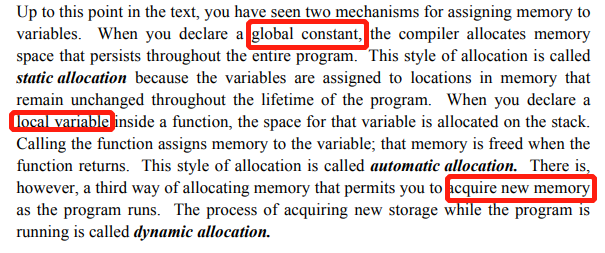 Up to this point in the text, you have seen two mechanisms for assigning memory to
variables. When you declare a global constant, the compiler allocates memory
space that persists throughout the entire program. This style of allocation is called
static allocation because the variables are assigned to locations in memory that
remain unchanged throughout the lifetime of the program. When you declare a
local variable inside a function, the space for that variable is allocated on the stack.
Calling the function assigns memory to the variable; that memory is freed when the
function returns. This style of allocation is called automatic allocation. There is,
however, a third way of allocating memory that permits you to acquire new memory
as the program runs. The process of acquiring new storage while the program is
running is called dynamic allocation.